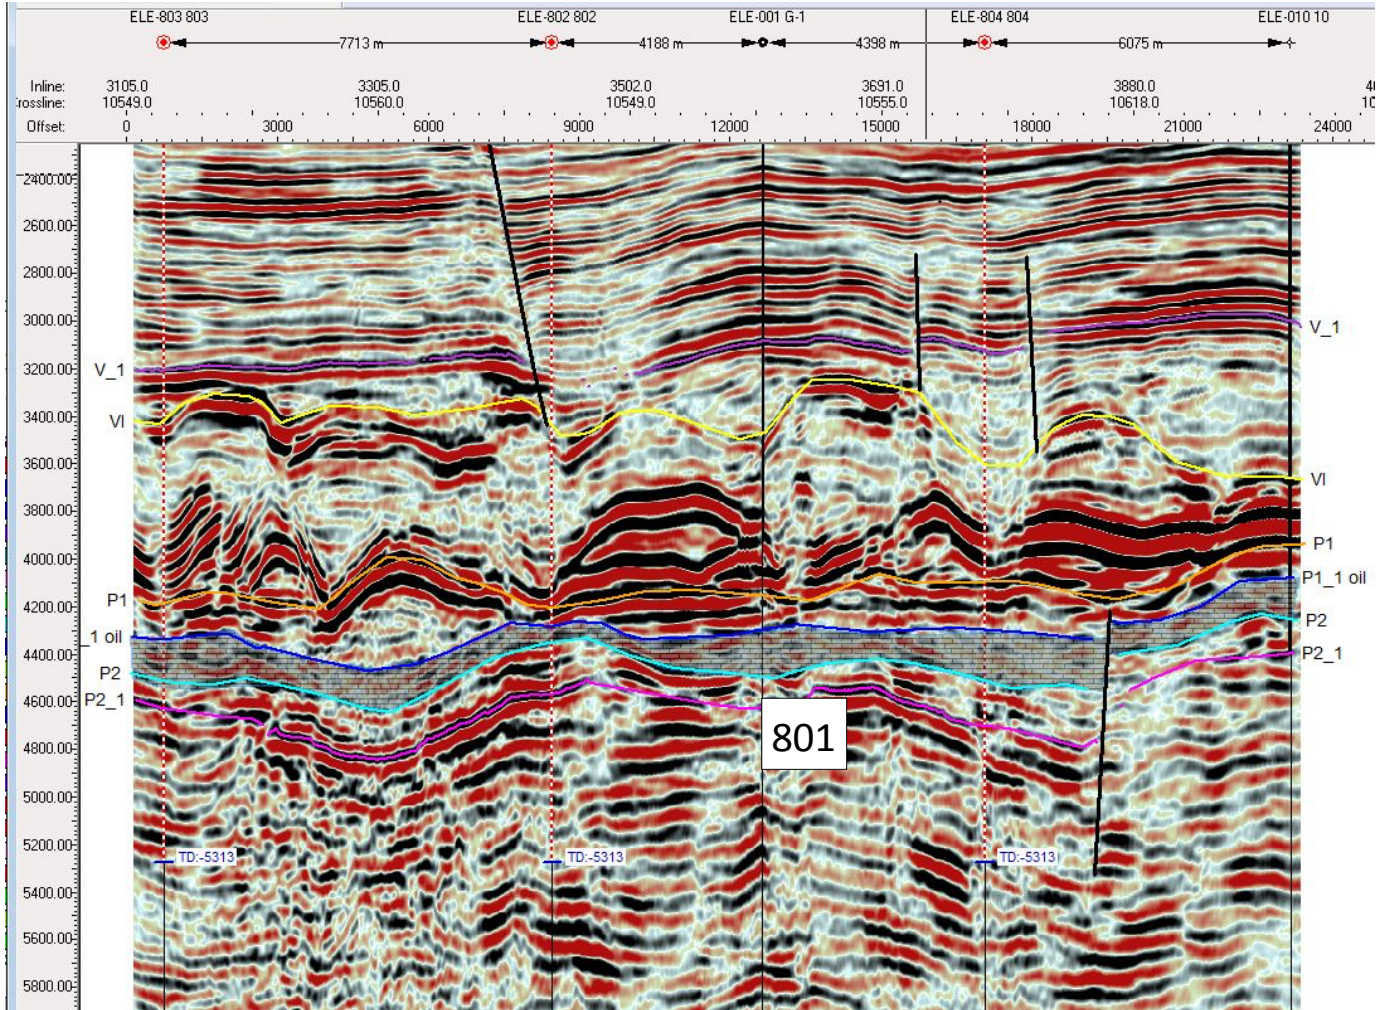 ELE-803 803 ELE-802 802 ELE-001 G-1 ELE-804 804 ELE-010 10
7713 m 4188 m 4398 m 6075 m
Inline: 3105.0 3305.0 3502.0 3691.0 3880.0
rossline: 10549.0 10560.0 10549.0 10555.0 10618.0 10
Offset: 0 3000 6000 9000 12000 15000 18000 21000 24000
2400.00
2600.00
2800.00
3000.00 V_1
3200.00 V_1
3400.00 VI
3600.00 VI
3800.00
4000.00 P1
P1_1 oil
4200.00 P1
P2
_1 oil
4400.00 P2_1
P2
4600.00 P2_1
801
4800.00
5000.00
5200.00 TD:-5313 TD:-5313 TD:-5313
5400.00
5600.00
5800.00